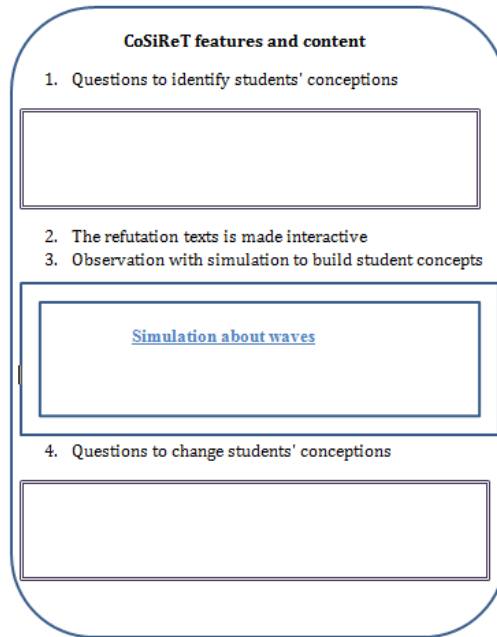 CoSiReT features and content
1. Questions to identify students' conceptions
2. The refutation texts is made interactive
3. Observation with simulation to build student concepts
Simulation about waves
4. Questions to change students' conceptions